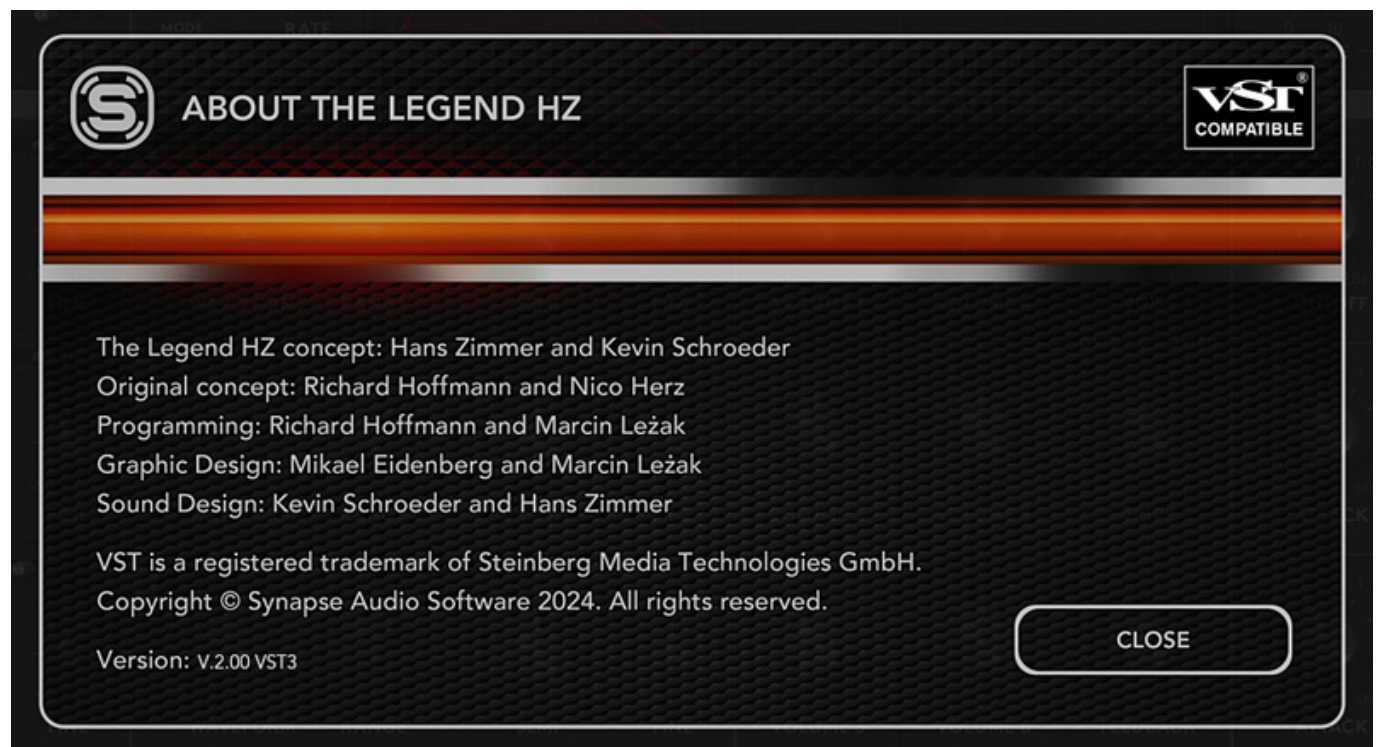 MODE RATE
S ABOUT THE LEGEND HZ
VST®
COMPATIBLE
The Legend HZ concept: Hans Zimmer and Kevin Schroeder
Original concept: Richard Hoffmann and Nico Herz
Programming: Richard Hoffmann and Marcin Leżak
Graphic Design: Mikael Eidenberg and Marcin Leżak
Sound Design: Kevin Schroeder and Hans Zimmer
VST is a registered trademark of Steinberg Media Technologies GmbH.
Copyright © Synapse Audio Software 2024. All rights reserved.
CLOSE
Version: V.2.00 VST3